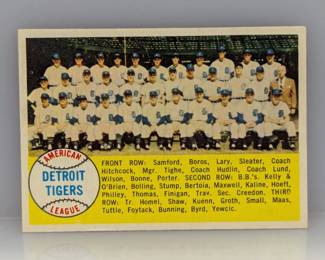 AMERICAN
DETROIT
TIGERS
LEAGUE
FRONT ROW: Samford, Boros, Lary, Sleater, Coach
Hitchcock, Mgr. Tighe, Coach Hudlin, Coach Lund,
Wilson, Boone, Porter. SECOND ROW: B.B.'s. Kelly &
O'Brien, Bolling, Stump, Bertoia, Maxwell, Kaline, Hoeft,
Philley, Thomas, Finigan, Trav. Sec. Creedon. THIRD
ROW: Tr. Homel, Shaw, Kuenn, Groth, Small, Maas,
Tuttle, Foytack, Bunning, Byrd, Yewcic.